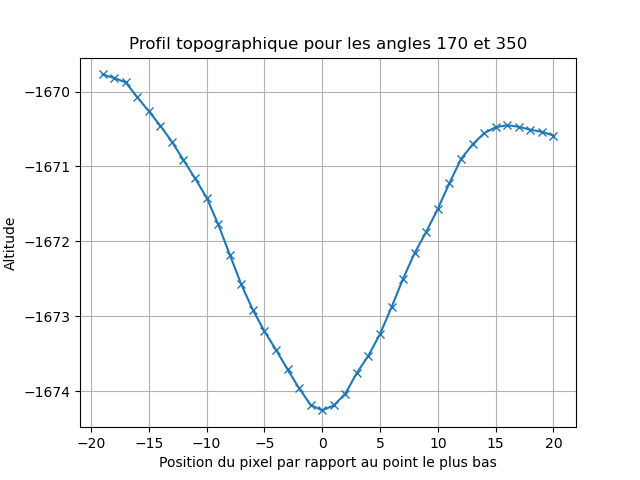 Profil topographique pour les angles 170 et 350
Altitude
−1670
−1671
−1672
−1673
−1674
−20 −15 −10 −5 0 5 10 15 20
Position du pixel par rapport au point le plus bas